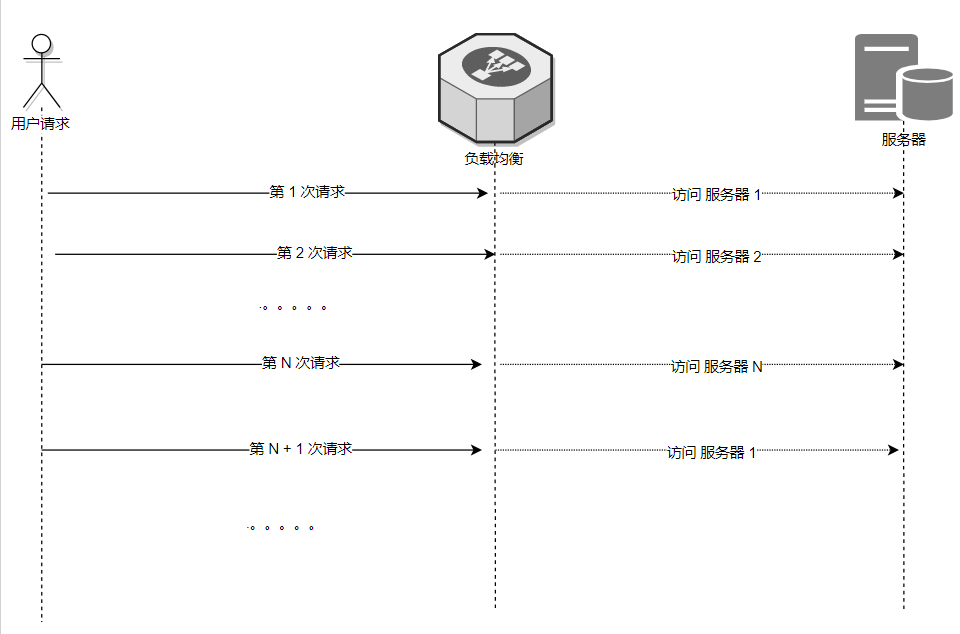 用户请求
负载均衡
服务器
第 1 次请求
访问 服务器 1
第 2 次请求
访问 服务器 2
。。。。。
第 N 次请求
访问 服务器 N
第 N + 1 次请求
访问 服务器 1
。。。。。